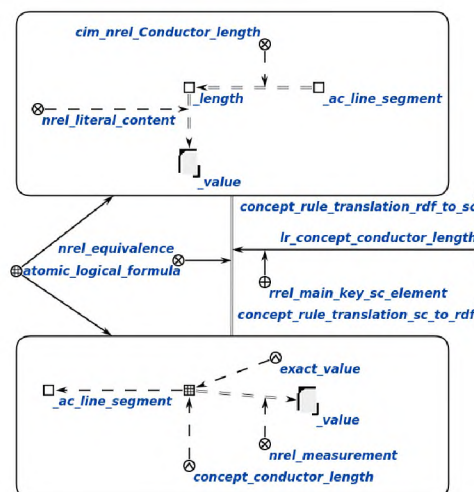 cim_nrel_Conductor_length
_length
_ac_line_segment
nrel_literal_content
_value
concept_rule_translation_rdf_to_sc
nrel_equivalence
lr_concept_conductor_length
atomic_logical_formula
rrel_main_key_sc_element
concept_rule_translation_sc_to_rdf
exact_value
_ac_line_segment
_value
nrel_measurement
concept_conductor_length